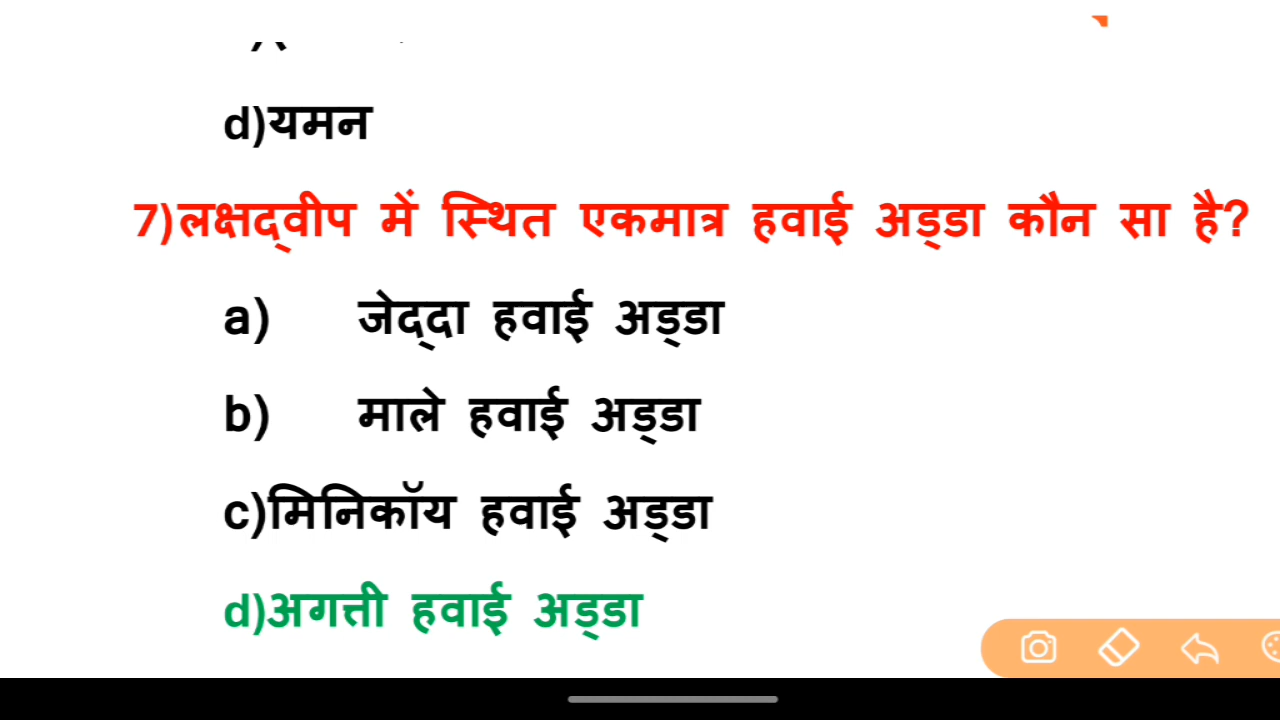 d)यमन
7)लक्षद्वीप में स्थित एकमात्र हवाई अड्डा कौन सा है?
a) जेद्दा हवाई अड्डा
b) माले हवाई अड्डा
c)मिनिकॉय हवाई अड्डा
d)अगत्ती हवाई अड्डा